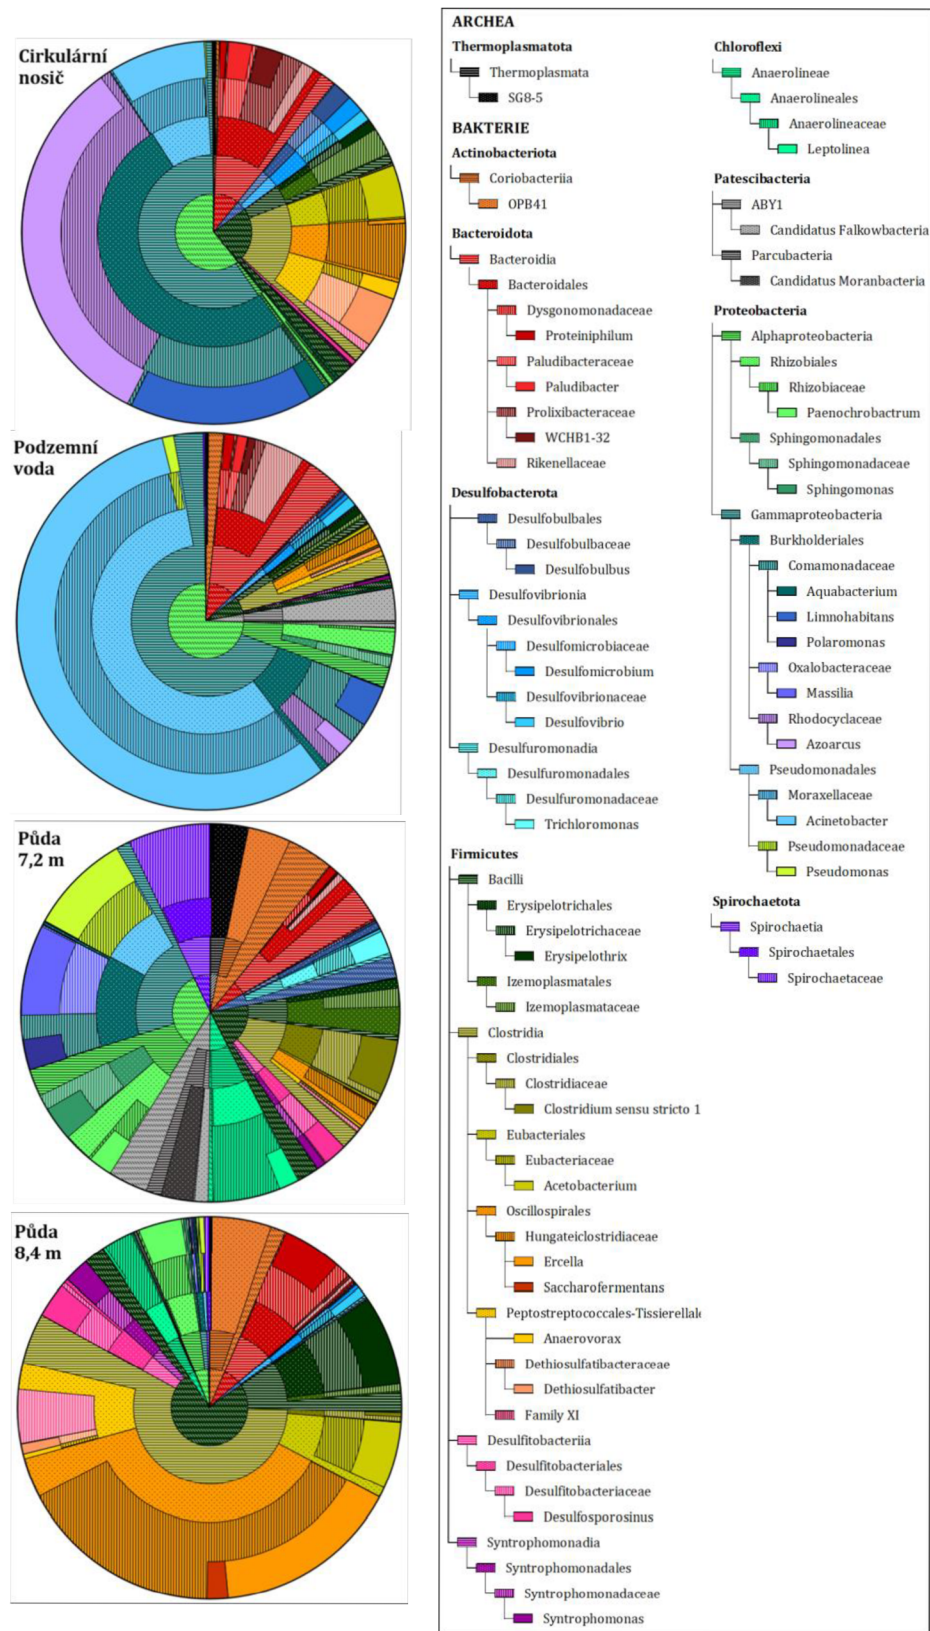 Cirkulární
nosič
Podzemní
voda
Půda
7,2 m
Půda
8,4 m
ARCHEA
Thermoplasmatota
Thermoplasmata
SG8-5
BAKTERIE
Actinobacteriota
Coriobacteriia
OPB41
Bacteroidota
Bacteroidia
Bacteroidales
Dysgonomonadaceae
Proteiniphilum
Paludibacteraceae
Paludibacter
Prolixibacteraceae
WCHB1-32
Rikenellaceae
Desulfobacterota
Desulfobulbales
Desulfobulbaceae
Desulfobulbus
Desulfovibrionia
Desulfovibrionales
Desulfomicrobiaceae
Desulfomicrobium
Desulfovibrionaceae
Desulfovibrio
Desulfuromonadia
Desulfuromonadales
Desulfuromonadaceae
Trichloromonas
Firmicutes
Bacilli
Erysipelotrichales
Erysipelotrichaceae
Erysipelothrix
Izemoplasmatales
Izemoplasmataceae
Clostridia
Clostridiales
Clostridiaceae
Clostridium sensu stricto 1
Eubacteriales
Eubacteriaceae
Acetobacterium
Oscillospirales
Hungateiclostridiaceae
Ercella
Saccharofermentans
Peptostreptococcales-Tissierellale
Anaerovorax
Dethiosulfatibacteraceae
Dethiosulfatibacter
Family XI
Desulfitobacteriia
Desulfitobacteriales
Desulfitobacteriaceae
Desulfosporosinus
Syntrophomonadia
Syntrophomonadales
Syntrophomonadaceae
Syntrophomonas
Chloroflexi
Anaerolineae
Anaerolineales
Anaerolineaceae
Leptolinea
Patescibacteria
ABY1
Candidatus Falkowbacteria
Parcubacteria
Candidatus Moranbacteria
Proteobacteria
Alphaproteobacteria
Rhizobiales
Rhizobiaceae
Paenochrobactrum
Sphingomonadales
Sphingomonadaceae
Sphingomonas
Gammaproteobacteria
Burkholderiales
Comamonadaceae
Aquabacterium
Limnohabitans
Polaromonas
Oxalobacteraceae
Massilia
Rhodocyclaceae
Azoarcus
Pseudomonadales
Moraxellaceae
Acinetobacter
Pseudomonadaceae
Pseudomonas
Spirochaetota
Spirochaetia
Spirochaetales
Spirochaetaceae